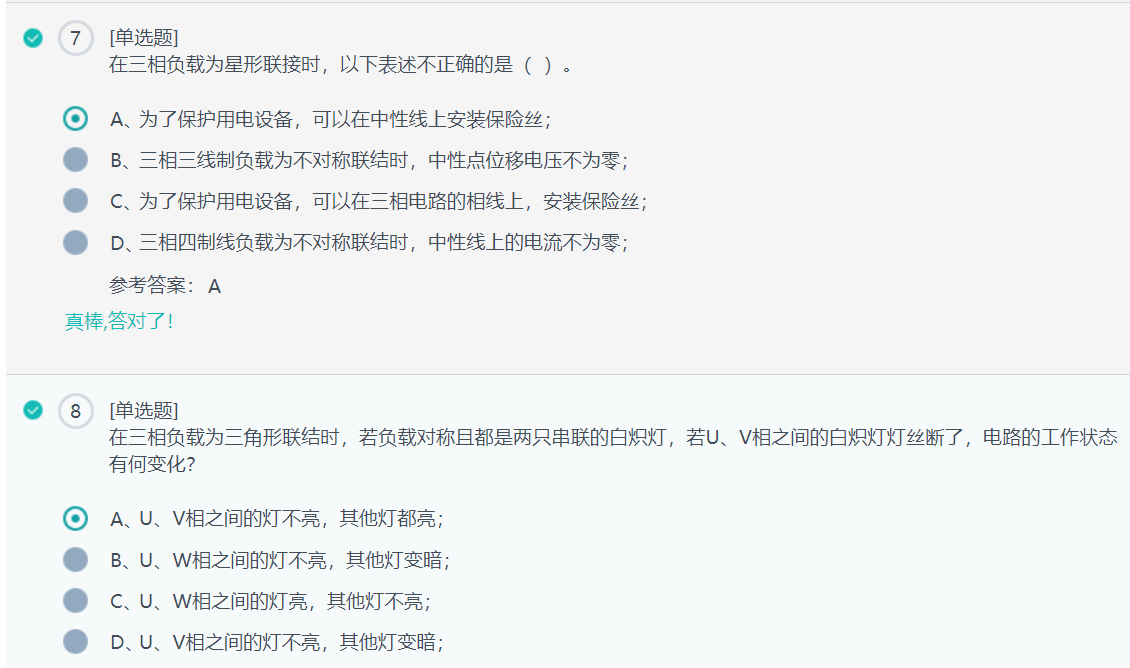 7
[单选题]
在三相负载为星形联接时，以下表述不正确的是（ ）。
A、为了保护用电设备，可以在中性线上安装保险丝；
B、三相三线制负载为不对称联结时，中性点位移电压不为零；
C、为了保护用电设备，可以在三相电路的相线上，安装保险丝；
D、三相四制线负载为不对称联结时，中性线上的电流不为零；
参考答案： A
真棒,答对了!
8
[单选题]
在三相负载为三角形联结时，若负载对称且都是两只串联的白炽灯，若U、V相之间的白炽灯灯丝断了，电路的工作状态
有何变化?
A、U、V相之间的灯不亮，其他灯都亮；
B、U、W相之间的灯不亮，其他灯变暗；
C、U、W相之间的灯亮，其他灯不亮；
D、U、V相之间的灯不亮，其他灯变暗；